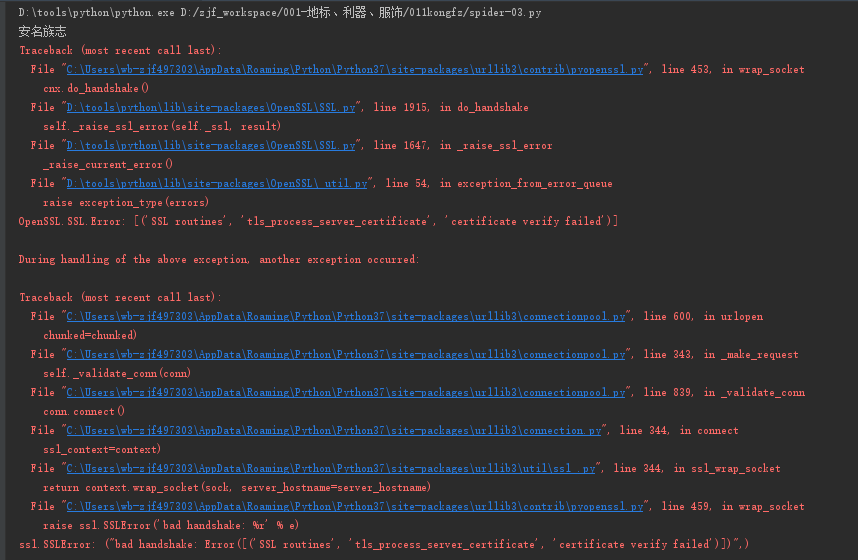 D:\tools\python\python.exe D:/zjf_workspace/001-地标、利器、服饰/011kongfz/spider-03.py
安名族志
Traceback (most recent call last):
  File "C:\Users\wb-zjf497303\AppData\Roaming\Python\Python37\site-packages\urllib3\contrib\pyopenssl.py", line 453, in wrap_socket
    cnx.do_handshake()
  File "D:\tools\python\lib\site-packages\OpenSSL\SSL.py", line 1915, in do_handshake
    self._raise_ssl_error(self._ssl, result)
  File "D:\tools\python\lib\site-packages\OpenSSL\SSL.py", line 1647, in _raise_ssl_error
    _raise_current_error()
  File "D:\tools\python\lib\site-packages\OpenSSL\_util.py", line 54, in exception_from_error_queue
    raise exception_type(errors)
OpenSSL.SSL.Error: [('SSL routines', 'tls_process_server_certificate', 'certificate verify failed')]
During handling of the above exception, another exception occurred:
Traceback (most recent call last):
  File "C:\Users\wb-zjf497303\AppData\Roaming\Python\Python37\site-packages\urllib3\connectionpool.py", line 600, in urlopen
    chunked=chunked)
  File "C:\Users\wb-zjf497303\AppData\Roaming\Python\Python37\site-packages\urllib3\connectionpool.py", line 343, in _make_request
    self._validate_conn(conn)
  File "C:\Users\wb-zjf497303\AppData\Roaming\Python\Python37\site-packages\urllib3\connectionpool.py", line 839, in _validate_conn
    conn.connect()
  File "C:\Users\wb-zjf497303\AppData\Roaming\Python\Python37\site-packages\urllib3\connection.py", line 344, in connect
    ssl_context=context)
  File "C:\Users\wb-zjf497303\AppData\Roaming\Python\Python37\site-packages\urllib3\util\ssl_.py", line 344, in ssl_wrap_socket
    return context.wrap_socket(sock, server_hostname=server_hostname)
  File "C:\Users\wb-zjf497303\AppData\Roaming\Python\Python37\site-packages\urllib3\contrib\pyopenssl.py", line 459, in wrap_socket
    raise ssl.SSLError('bad handshake: %r' % e)
ssl.SSLError: ("bad handshake: Error([('SSL routines', 'tls_process_server_certificate', 'certificate verify failed')])",)